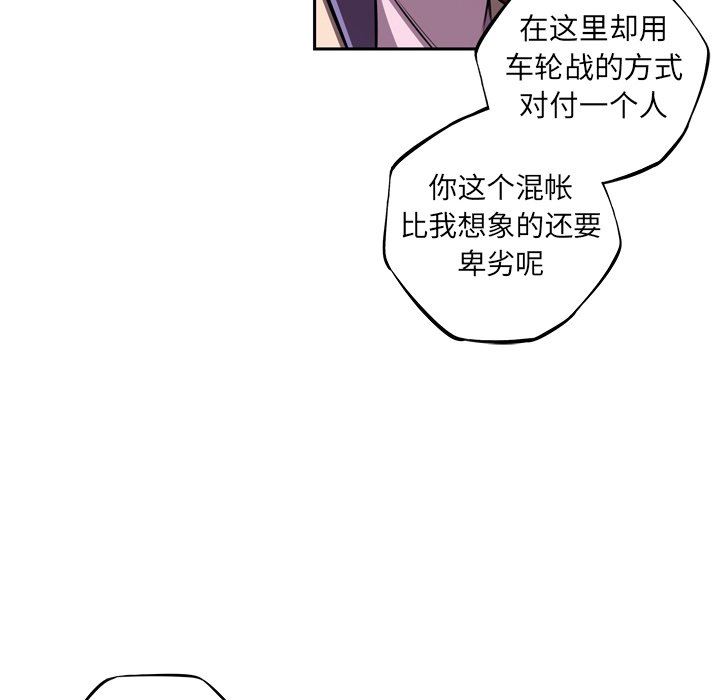 在这里却用
车轮战的方式
对付一个人
你这个混帐
比我想象的还要
卑劣呢